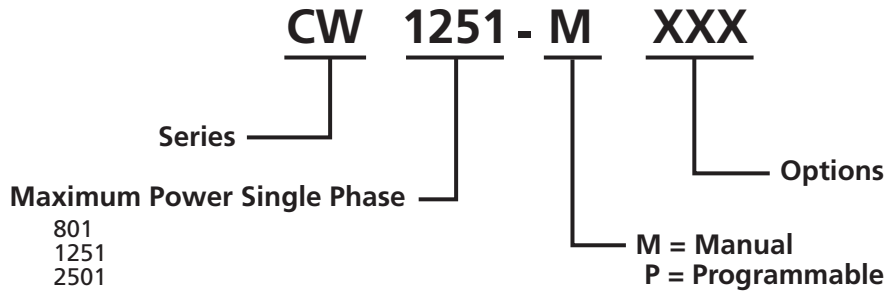 CW 1251 - M XXX
Series
Options
Maximum Power Single Phase
801
1251
2501
M = Manual
P = Programmable